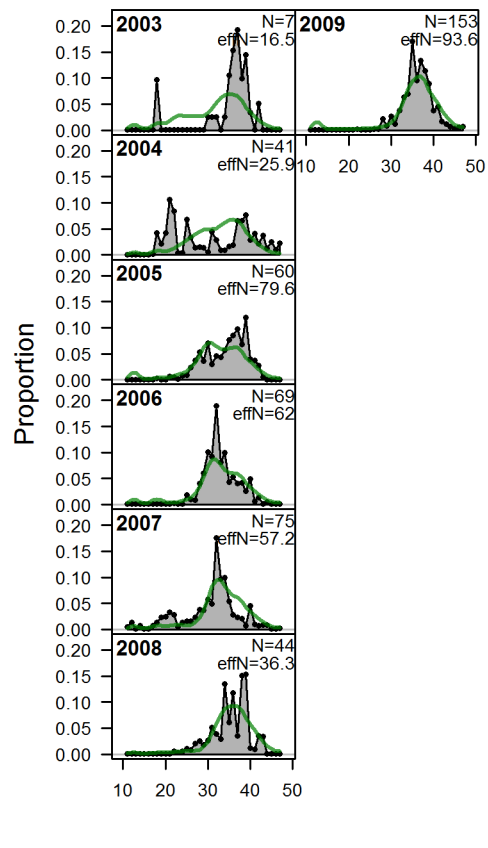 2003
N=7
effN=16.5
0.20
0.15
0.10
0.05
0.00
2009
N=153
effN=93.6
10 20 30 40 50
2004
N=41
effN=25.9
0.20
0.15
0.10
0.05
0.00
2005
N=60
effN=79.6
0.20
0.15
0.10
0.05
0.00
Proportion
2006
N=69
effN=62
0.20
0.15
0.10
0.05
0.00
2007
N=75
effN=57.2
0.20
0.15
0.10
0.05
0.00
2008
N=44
effN=36.3
0.20
0.15
0.10
0.05
0.00
10 20 30 40 50